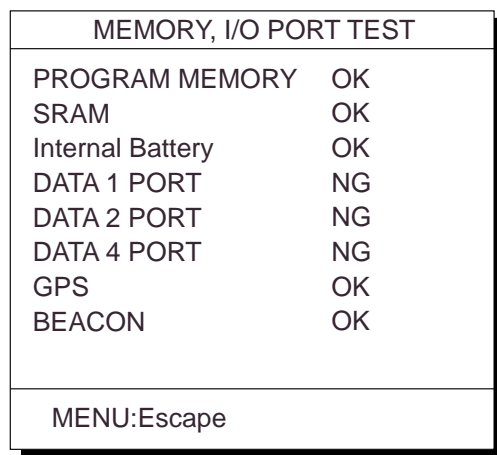 MEMORY, I/O PORT TEST
PROGRAM MEMORY OK
SRAM OK
Internal Battery OK
DATA 1 PORT NG
DATA 2 PORT NG
DATA 4 PORT NG
GPS OK
BEACON OK
MENU:Escape